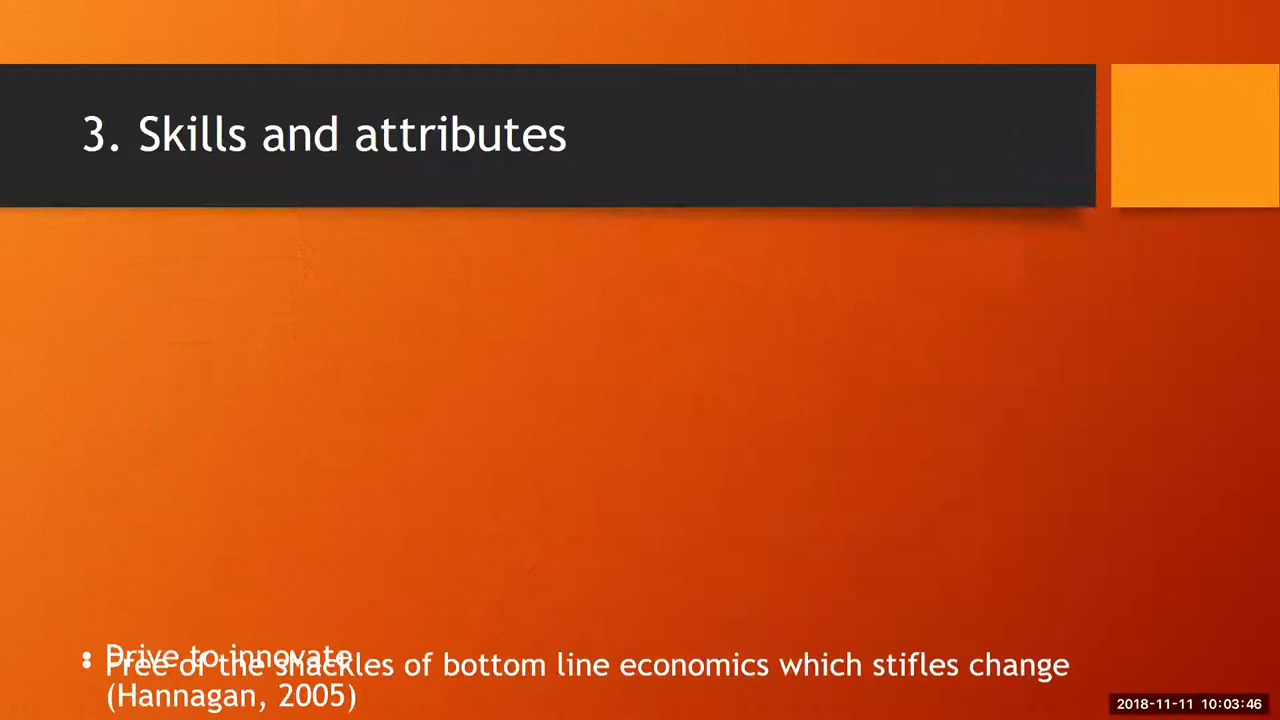 3. Skills and attributes
• Drive to innovate
• Free of the shackles of bottom line economics which stifles change
(Hannagan, 2005)
2018-11-11 10:03:46